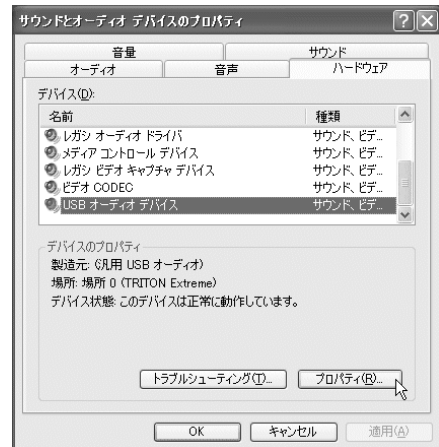 サウンドとオーディオ デバイスのプロパティ
音量 サウンド
オーディオ 音声 ハードウェア
デバイス(D):
名前 種類
レガシ オーディオ ドライバ サウンド、ビデ...
メディア コントロール デバイス サウンド、ビデ...
レガシ ビデオ キャプチャ デバイス サウンド、ビデ...
ビデオ CODEC サウンド、ビデ...
USB オーディオ デバイス サウンド、ビデ...
デバイスのプロパティ
製造元: (汎用 USB オーディオ)
場所: 場所 0 (TRITON Extreme)
デバイス状態: このデバイスは正常に動作しています。
トラブルシューティング(T)... プロパティ(R)...
OK キャンセル 適用(A)